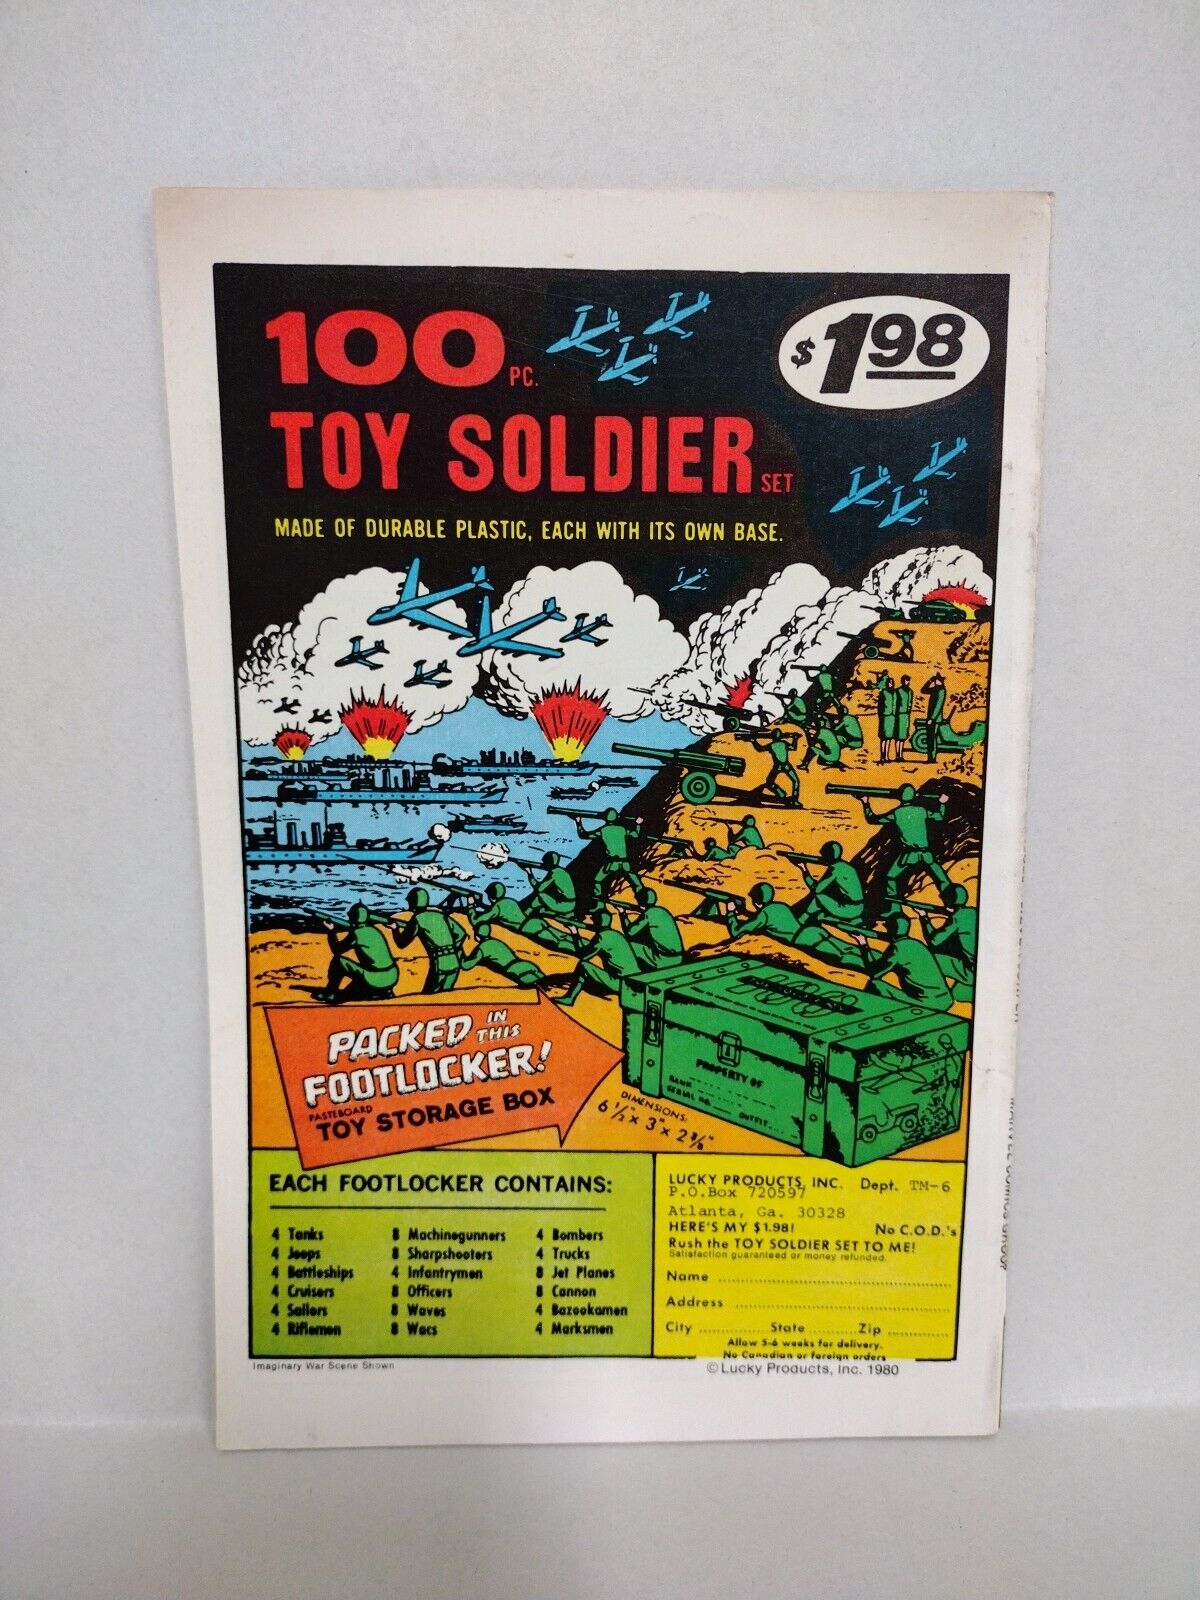 100 PC.
$1.98
TOY SOLDIER SET
MADE OF DURABLE PLASTIC, EACH WITH ITS OWN BASE.
PACKED IN THIS
FOOTLOCKER!
PASTEBOARD
TOY STORAGE BOX
PROPERTY OF
RANK
SERIAL NO. OUTFIT
DIMENSIONS:
6 1/2" x 3" x 2 3/8"
EACH FOOTLOCKER CONTAINS:
4 Tanks
4 Jeeps
4 Battleships
4 Cruisers
4 Sailors
4 Riflemen
8 Machinegunners
8 Sharpshooters
4 Infantrymen
8 Officers
8 Waves
8 Wacs
4 Bombers
4 Trucks
8 Jet Planes
8 Cannon
4 Bazookamen
4 Marksmen
LUCKY PRODUCTS, INC. Dept. TM-6
P.O.Box 720597
Atlanta, Ga. 30328
HERE'S MY $1.98! No C.O.D.'s
Rush the TOY SOLDIER SET TO ME!
Satisfaction guaranteed or money refunded.
Name
Address
City State Zip
Allow 5-6 weeks for delivery.
No Canadian or foreign orders
Imaginary War Scene Shown
© Lucky Products, Inc. 1980